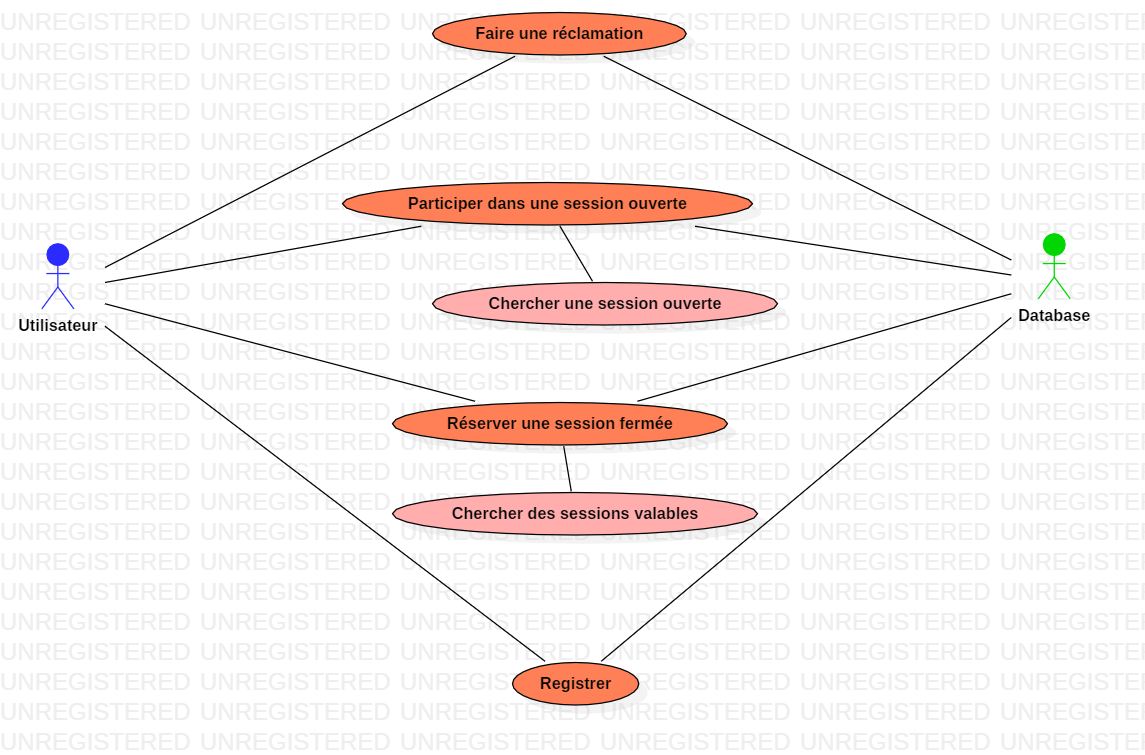 Faire une réclamation
Participer dans une session ouverte
Chercher une session ouverte
Utilisateur
Database
Réserver une session fermée
Chercher des sessions valables
Registrer
UNREGISTERED